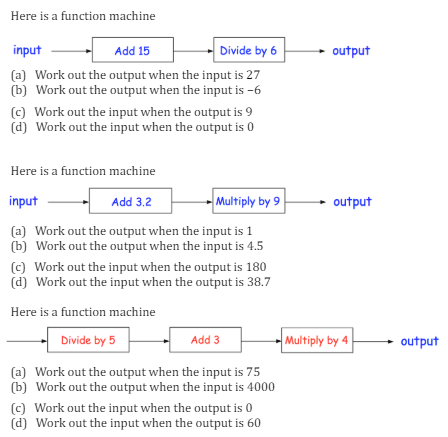 Here is a function machine
input Add 15 Divide by 6 output
(a) Work out the output when the input is 27
(b) Work out the output when the input is −6
(c) Work out the input when the output is 9
(d) Work out the input when the output is 0
Here is a function machine
input Add 3.2 Multiply by 9 output
(a) Work out the output when the input is 1
(b) Work out the output when the input is 4.5
(c) Work out the input when the output is 180
(d) Work out the input when the output is 38.7
Here is a function machine
Divide by 5 Add 3 Multiply by 4 output
(a) Work out the output when the input is 75
(b) Work out the output when the input is 4000
(c) Work out the input when the output is 0
(d) Work out the input when the output is 60